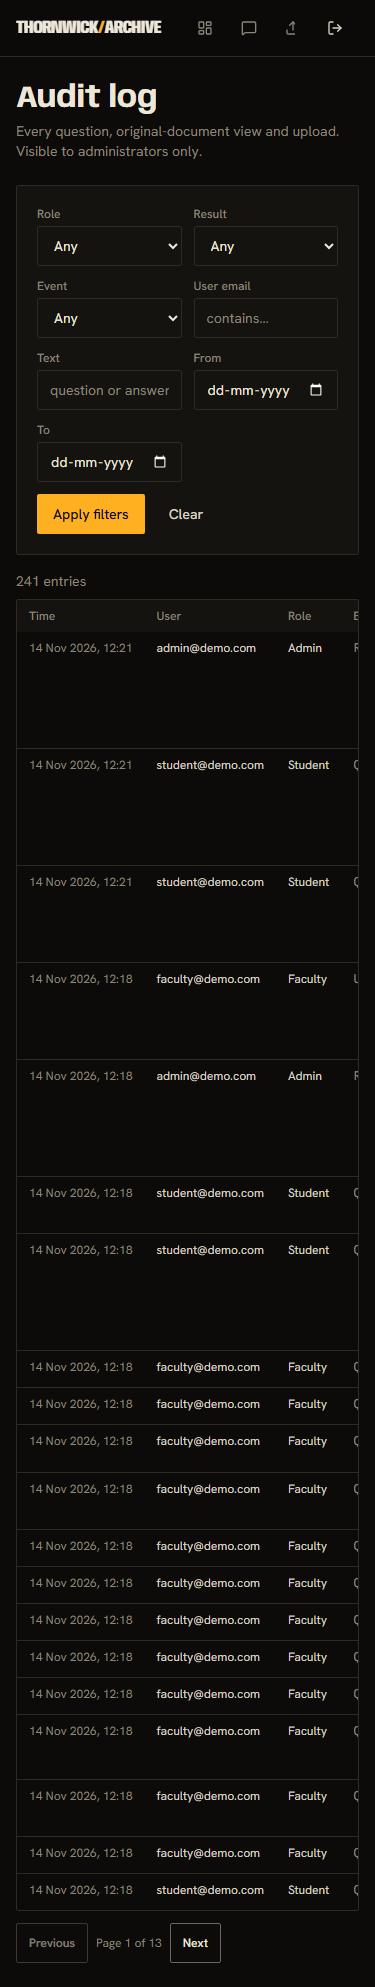 THORNWICK/ARCHIVE
Audit log
Every question, original-document view and upload.
Visible to administrators only.
Role Result
Any Any
Event User email
Any contains...
Text From
question or answer dd-mm-yyyy
To
dd-mm-yyyy
Apply filters Clear
241 entries
Time User Role
14 Nov 2026, 12:21 admin@demo.com Admin
14 Nov 2026, 12:21 student@demo.com Student
14 Nov 2026, 12:21 student@demo.com Student
14 Nov 2026, 12:18 faculty@demo.com Faculty
14 Nov 2026, 12:18 admin@demo.com Admin
14 Nov 2026, 12:18 student@demo.com Student
14 Nov 2026, 12:18 student@demo.com Student
14 Nov 2026, 12:18 faculty@demo.com Faculty
14 Nov 2026, 12:18 faculty@demo.com Faculty
14 Nov 2026, 12:18 faculty@demo.com Faculty
14 Nov 2026, 12:18 faculty@demo.com Faculty
14 Nov 2026, 12:18 faculty@demo.com Faculty
14 Nov 2026, 12:18 faculty@demo.com Faculty
14 Nov 2026, 12:18 faculty@demo.com Faculty
14 Nov 2026, 12:18 faculty@demo.com Faculty
14 Nov 2026, 12:18 faculty@demo.com Faculty
14 Nov 2026, 12:18 faculty@demo.com Faculty
14 Nov 2026, 12:18 faculty@demo.com Faculty
14 Nov 2026, 12:18 faculty@demo.com Faculty
14 Nov 2026, 12:18 student@demo.com Student
Previous Page 1 of 13 Next